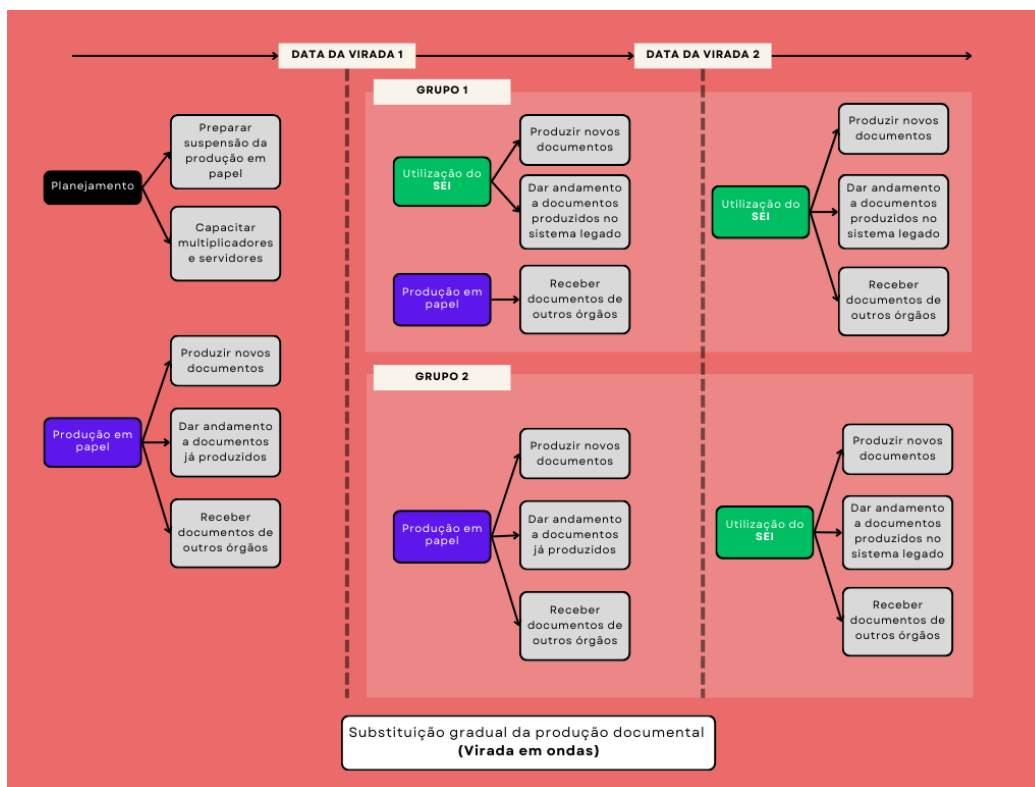 DATA DA VIRADA 1
DATA DA VIRADA 2
Planejamento
Preparar
suspensão da
produção em
papel
Capacitar
multiplicadores
e servidores
Produção em
papel
Produzir novos
documentos
Dar andamento
a documentos
já produzidos
Receber
documentos de
outros órgãos
GRUPO 1
Utilização do
SEI
Produzir novos
documentos
Dar andamento
a documentos
produzidos no
sistema legado
Produção em
papel
Receber
documentos de
outros órgãos
Utilização do
SEI
Produzir novos
documentos
Dar andamento
a documentos
produzidos no
sistema legado
Receber
documentos de
outros órgãos
GRUPO 2
Produção em
papel
Produzir novos
documentos
Dar andamento
a documentos
já produzidos
Receber
documentos de
outros órgãos
Utilização do
SEI
Produzir novos
documentos
Dar andamento
a documentos
produzidos no
sistema legado
Receber
documentos de
outros órgãos
Substituição gradual da produção documental
(Virada em ondas)